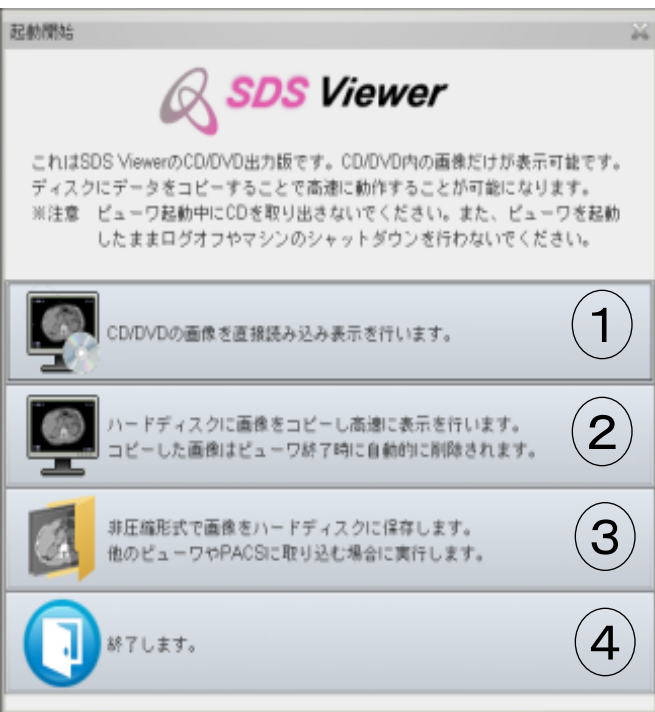 起動開始
SDS Viewer
これはSDS ViewerのCD/DVD出力版です。CD/DVD内の画像だけが表示可能です。
ディスクにデータをコピーすることで高速に動作することが可能になります。
※注意 ビューワ起動中にCDを取り出さないでください。また、ビューワを起動
したままログオフやマシンのシャットダウンを行わないでください。
CD/DVDの画像を直接読み込み表示を行います。
①
ハードディスクに画像をコピーし高速に表示を行います。
コピーした画像はビューワ終了時に自動的に削除されます。
②
非圧縮形式で画像をハードディスクに保存します。
他のビューワやPACSに取り込む場合に実行します。
③
終了します。
④